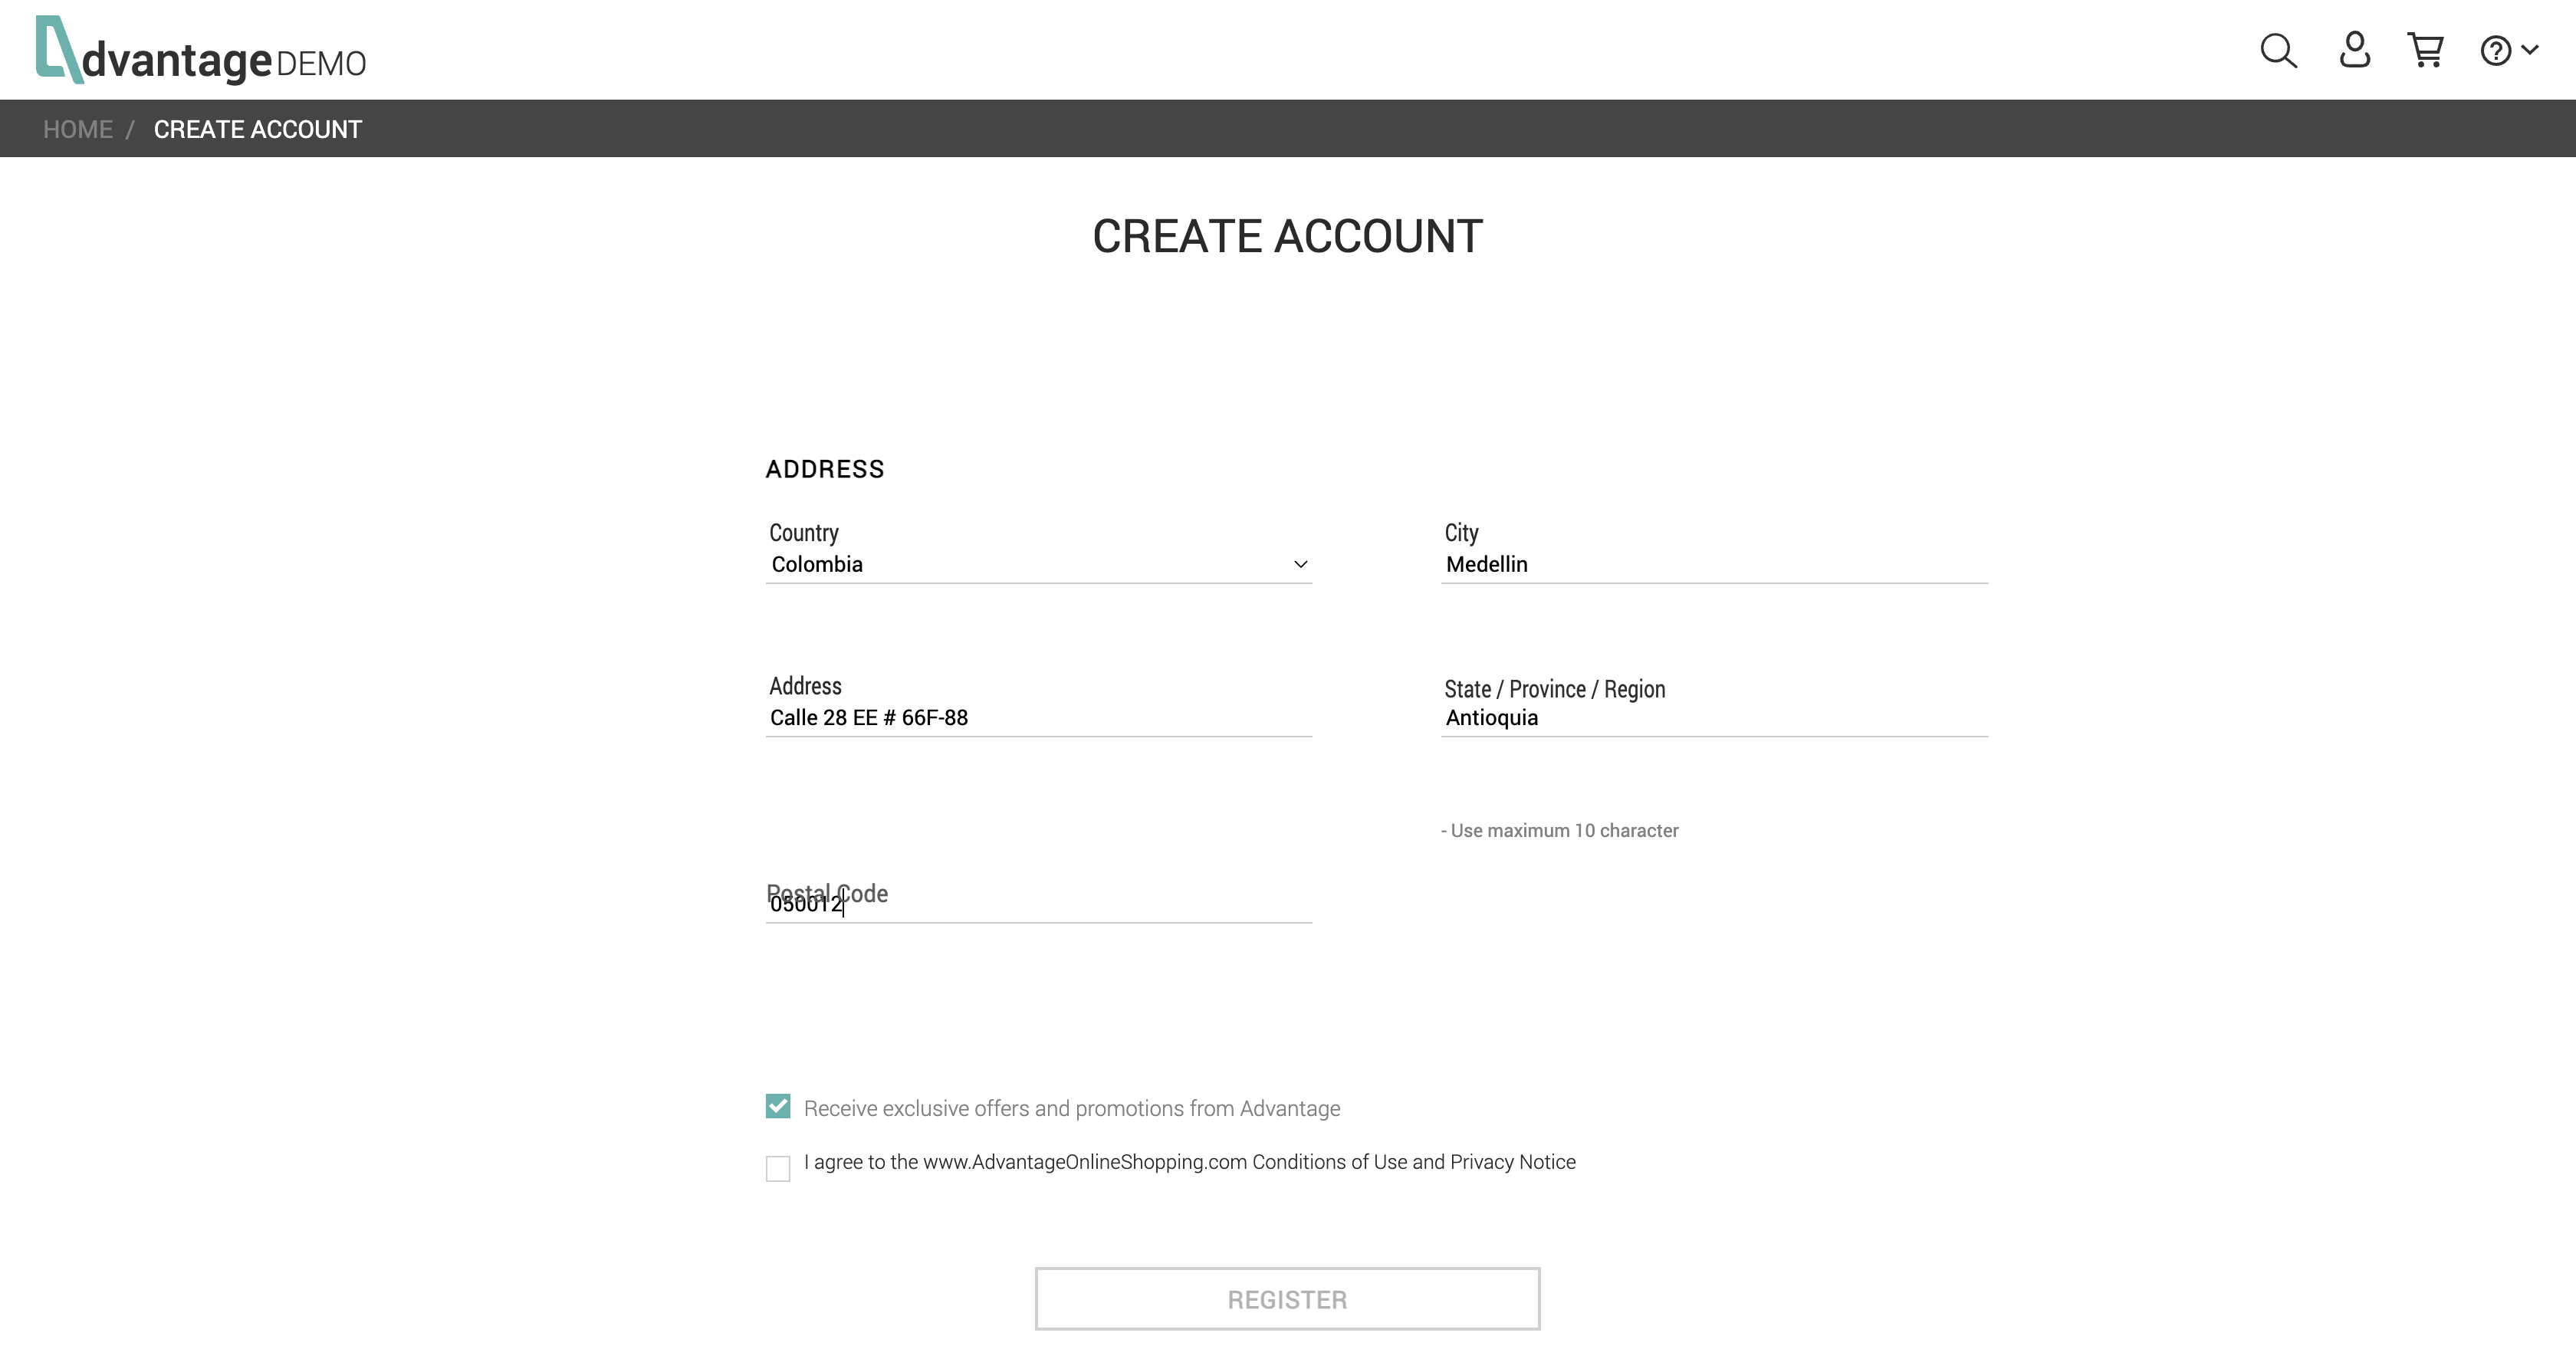 Advantage DEMO
HOME / CREATE ACCOUNT
CREATE ACCOUNT
ADDRESS
Country
Colombia
City
Medellin
Address
Calle 28 EE # 66F-88
State / Province / Region
Antioquia
- Use maximum 10 character
Postal Code
050012
Receive exclusive offers and promotions from Advantage
I agree to the www.AdvantageOnlineShopping.com Conditions of Use and Privacy Notice
REGISTER